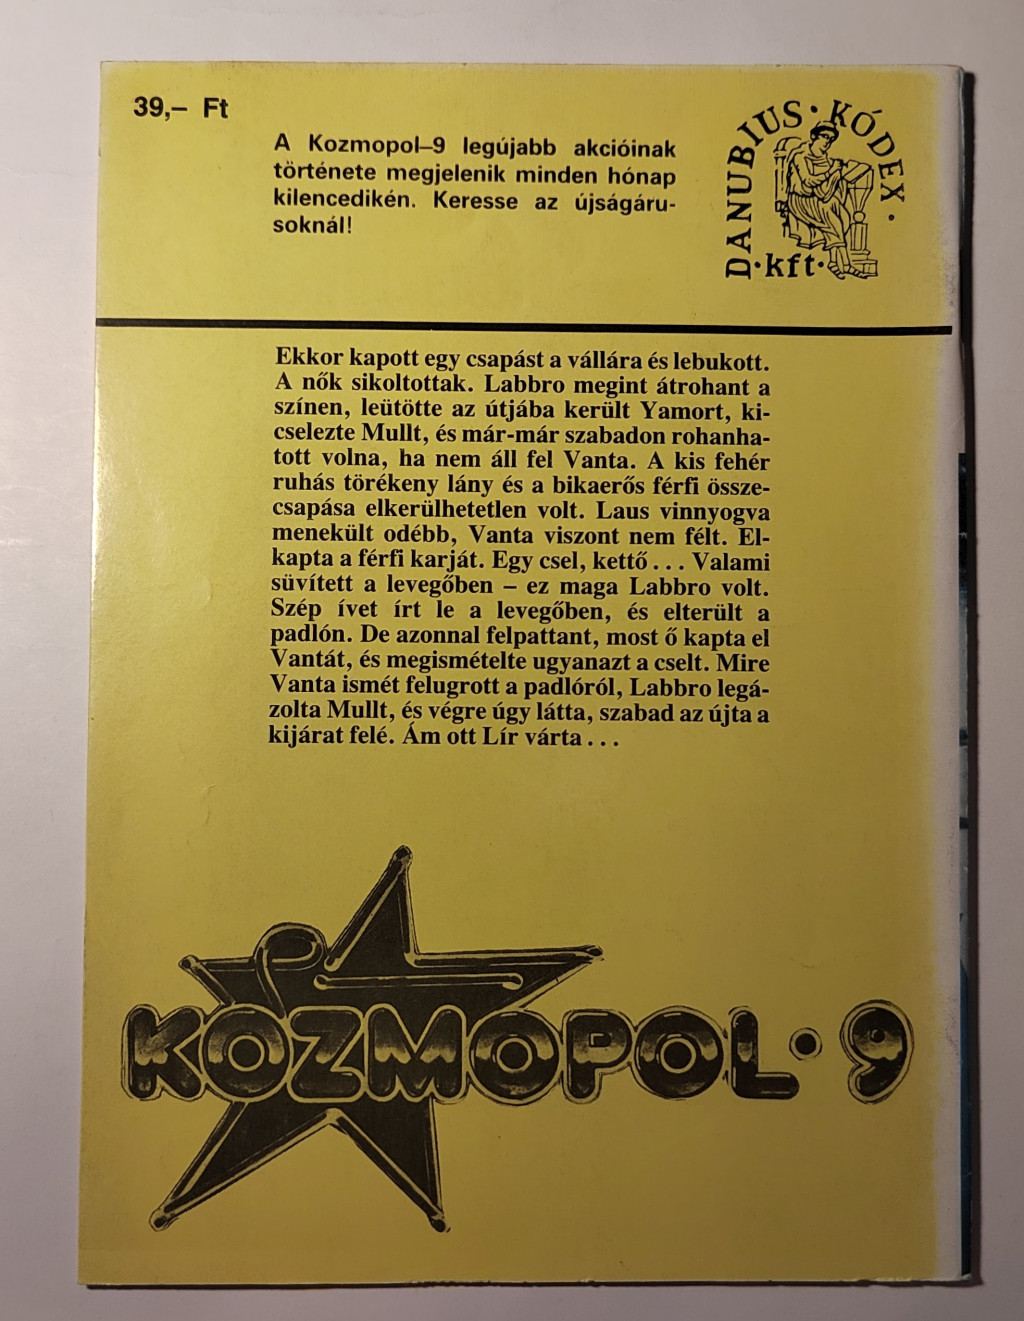 39,– Ft
A Kozmopol–9 legújabb akcióinak
története megjelenik minden hónap
kilencedikén. Keresse az újságáru-
soknál!
DANUBIUS · KÓDEX ·
·kft·
Ekkor kapott egy csapást a vállára és lebukott.
A nők sikoltottak. Labbro megint átrohant a
színen, leütötte az útjába került Yamort, ki-
cselezte Mullt, és már-már szabadon rohanha-
tott volna, ha nem áll fel Vanta. A kis fehér
ruhás törékeny lány és a bikaerős férfi össze-
csapása elkerülhetetlen volt. Laus vinnyogva
menekült odébb, Vanta viszont nem félt. El-
kapta a férfi karját. Egy csel, kettő . . . Valami
süvített a levegőben – ez maga Labbro volt.
Szép ívet írt le a levegőben, és elterült a
padlón. De azonnal felpattant, most ő kapta el
Vantát, és megismételte ugyanazt a cselt. Mire
Vanta ismét felugrott a padlóról, Labbro legá-
zolta Mullt, és végre úgy látta, szabad az újta a
kijárat felé. Ám ott Lír várta . . .
KOZMOPOL·9